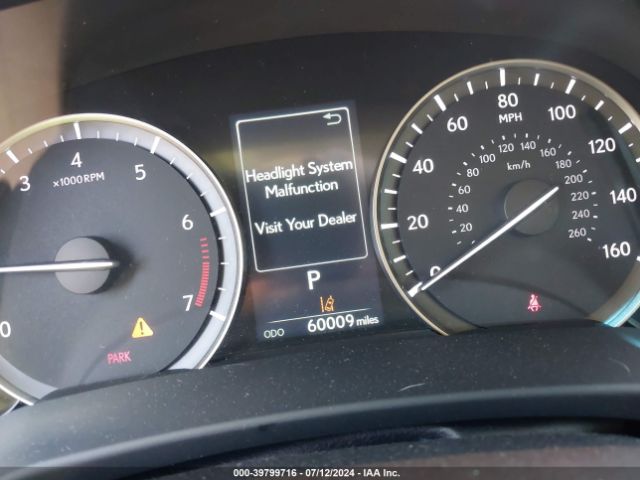 Headlight System
Malfunction
Visit Your Dealer
P
ODO 60009 miles
0 3 4 5 6 7
x1000 RPM
PARK
0 20 40 60 80 100 120 140 160
MPH
20 40 60 80 100 120 140 160 180 200 220 240 260
km/h
000-39799716 - 07/12/2024 - IAA Inc.